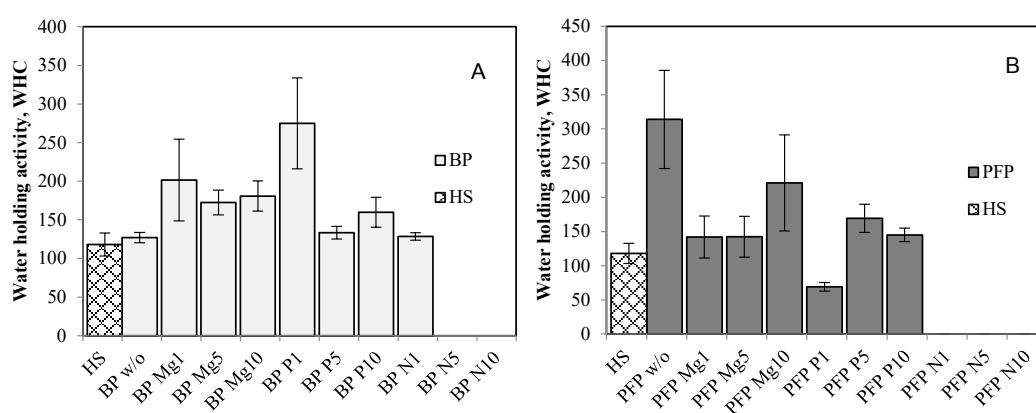 Water holding activity, WHC
400
350
300
250
200
150
100
50
0
A
BP
HS
HS
BP w/o
BP Mg1
BP Mg5
BP Mg10
BP P1
BP P5
BP P10
BP N1
BP N5
BP N10
Water holding activity, WHC
450
400
350
300
250
200
150
100
50
0
B
PFP
HS
HS
PFP w/o
PFP Mg1
PFP Mg5
PFP Mg10
PFP P1
PFP P5
PFP P10
PFP N1
PFP N5
PFP N10